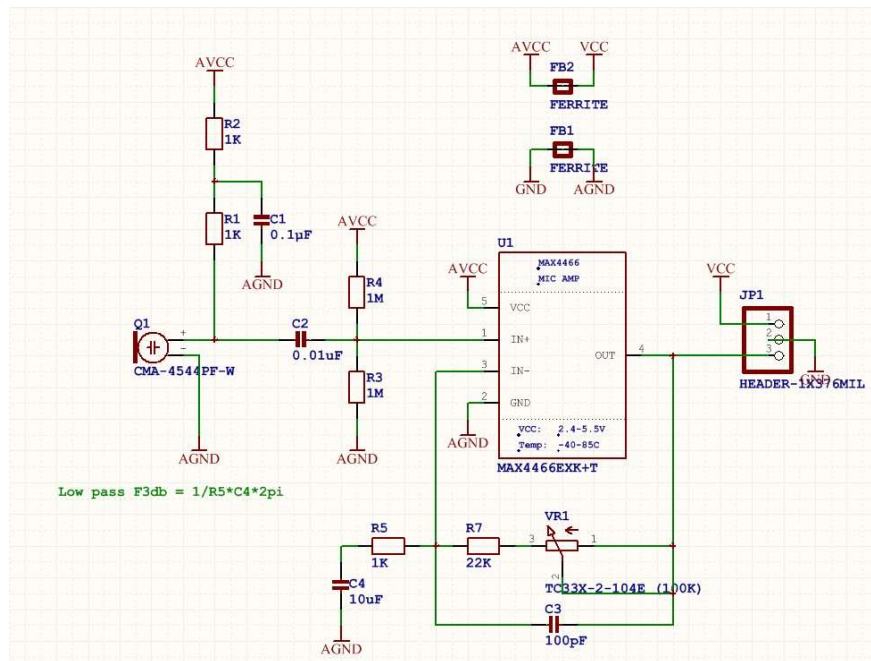 AVCC
R2
1K
R1
1K
C1
0.1µF
AGND
Q1
+
-
CMA-4544PF-W
AGND
C2
0.01uF
AVCC
R4
1M
R3
1M
AGND
Low pass F3db = 1/R5*C4*2pi
AVCC
VCC
FB2
FERRITE
FB1
FERRITE
GND
AGND
U1
MAX4466
MIC AMP
AVCC
5
VCC
1
IN+
3
IN-
2
GND
AGND
OUT
4
VCC: 2.4-5.5V
Temp: -40-85C
MAX4466EXK+T
VCC
JP1
1
2
3
GND
HEADER-1X376MIL
R5
1K
C4
10uF
AGND
R7
22K
VR1
3
1
2
TC33X-2-104E (100K)
C3
100pF